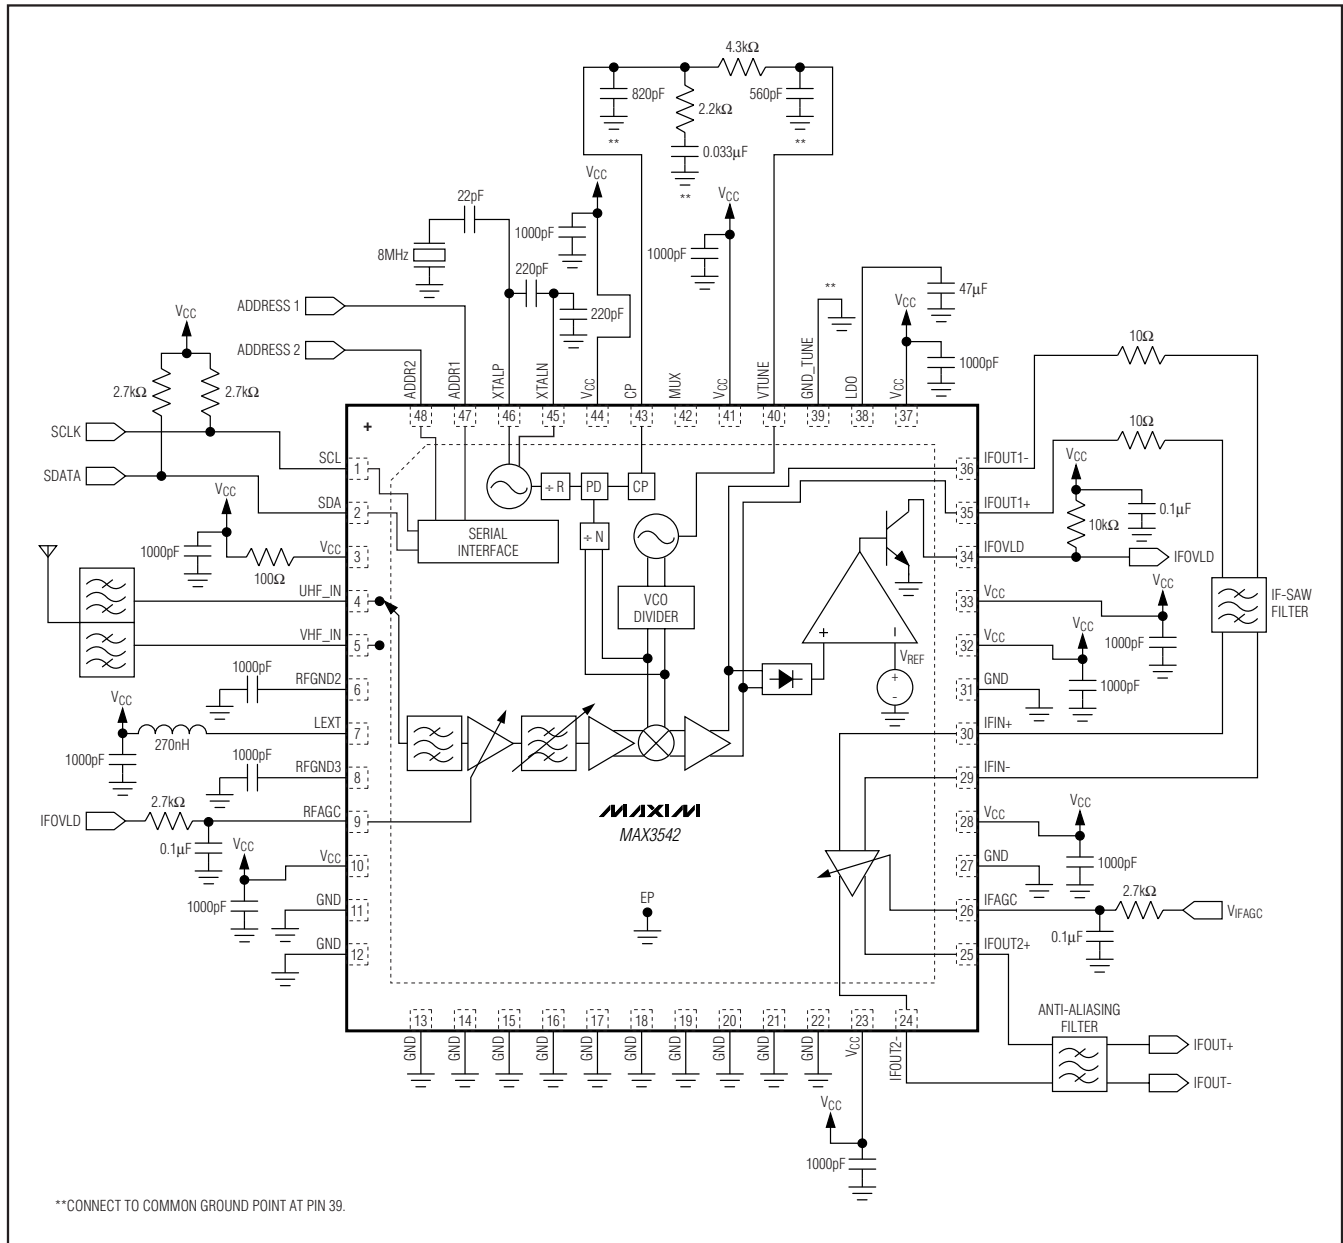 4.3kΩ
820pF
2.2kΩ
560pF
**
**
0.033µF
**
VCC
VCC
22pF
1000pF
1000pF
8MHz
220pF
220pF
**
47µF
VCC
1000pF
ADDRESS 1
ADDRESS 2
VCC
2.7kΩ
2.7kΩ
SCLK
SDATA
10Ω
10Ω
ADDR2
ADDR1
XTALP
XTALN
VCC
CP
MUX
VCC
VTUNE
GND_TUNE
LDO
VCC
+
48
47
46
45
44
43
42
41
40
39
38
37
SCL
1
SDA
2
VCC
1000pF
100Ω
VCC
3
UHF_IN
4
VHF_IN
5
1000pF
RFGND2
6
VCC
LEXT
7
270nH
1000pF
1000pF
RFGND3
8
IFOVLD
2.7kΩ
RFAGC
9
0.1µF
VCC
VCC
10
1000pF
GND
11
GND
12
÷ R
PD
CP
÷ N
SERIAL
INTERFACE
VCO
DIVIDER
+
–
VREF
+
-
MAXIM
MAX3542
EP
36
IFOUT1-
35
IFOUT1+
VCC
0.1µF
10kΩ
34
IFOVLD
IFOVLD
33
VCC
VCC
1000pF
IF-SAW
FILTER
32
VCC
VCC
1000pF
31
GND
30
IFIN+
29
IFIN-
28
VCC
VCC
1000pF
27
GND
26
IFAGC
2.7kΩ
VIFAGC
0.1µF
25
IFOUT2+
13
14
15
16
17
18
19
20
21
22
23
24
GND
GND
GND
GND
GND
GND
GND
GND
GND
GND
VCC
IFOUT2-
ANTI-ALIASING
FILTER
IFOUT+
IFOUT-
VCC
1000pF
**CONNECT TO COMMON GROUND POINT AT PIN 39.